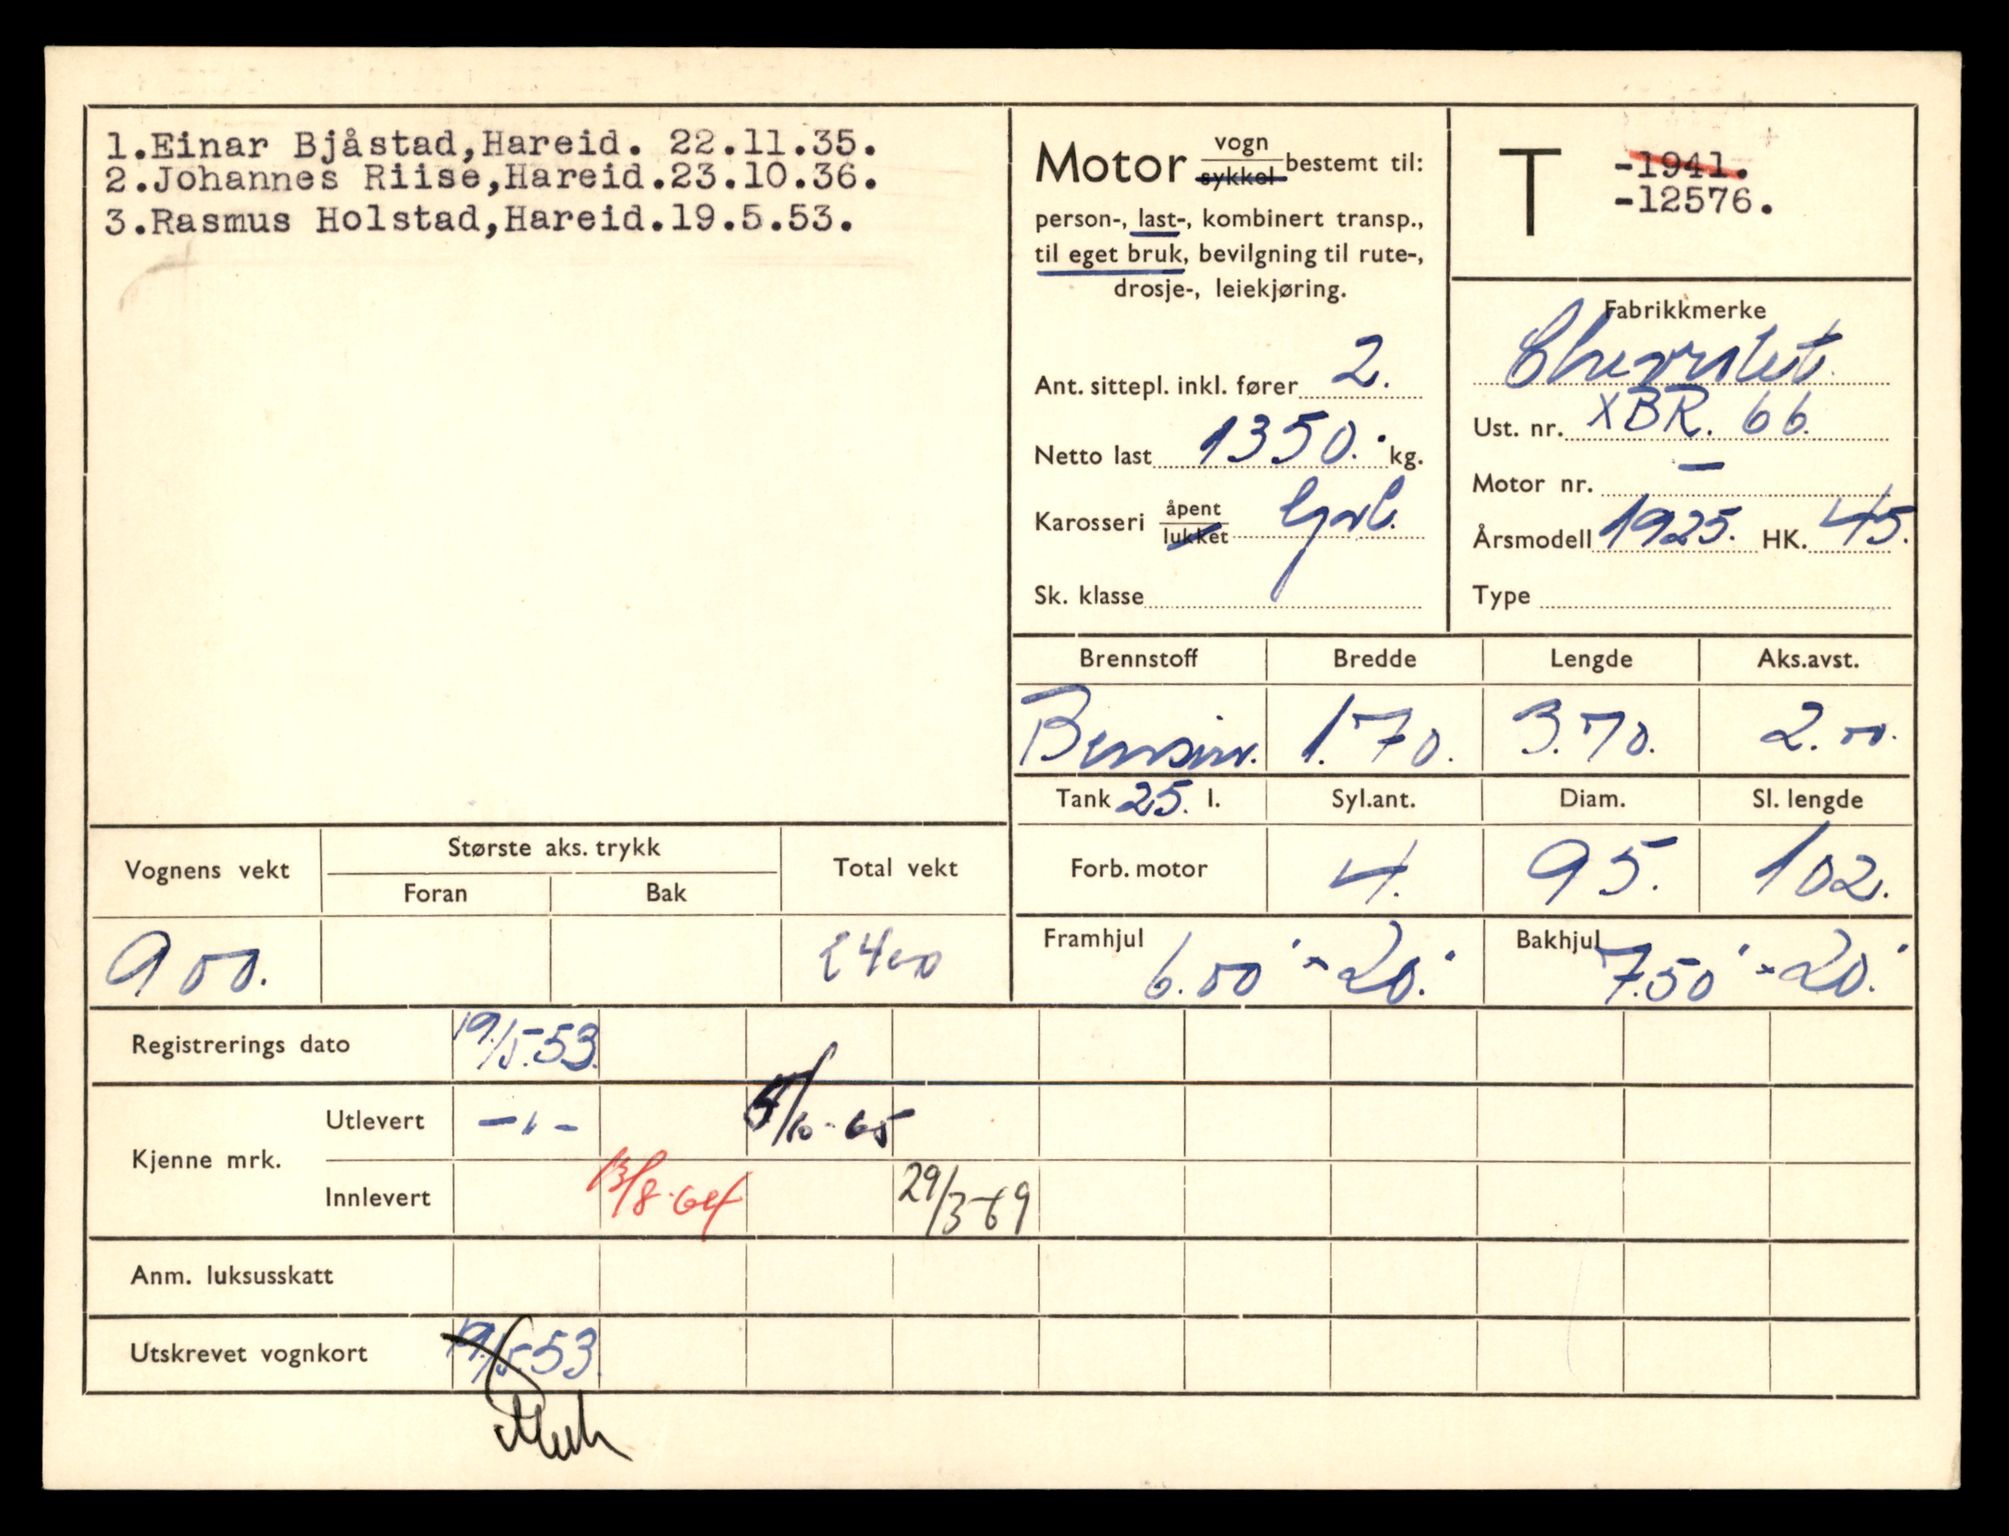 1.Einar Bjåstad,Hareid. 22.11.35.
2.Johannes Riise,Hareid.23.10.36.
3.Rasmus Holstad,Hareid.19.5.53.
Motor vogn sykkel bestemt til:
person-, last-, kombinert transp.,
til eget bruk, bevilgning til rute-,
drosje-, leiekjøring.
Ant. sittepl. inkl. fører 2.
Netto last 1350. kg.
Karosseri åpent lukket
Sk. klasse
T -1941.
-12576.
Fabrikkmerke
Chevrolet
Ust. nr. XBR. 66.
Motor nr. —
Årsmodell 1925. HK. 45.
Type
Brennstoff Bredde Lengde Aks.avst.
Bensin. 1.70. 3.70. 2.00.
Tank 25. l. Syl.ant. Diam. Sl. lengde
Forb. motor 4. 95. 102.
Framhjul 6.00" × 20." Bakhjul 7.50" × 20."
Vognens vekt Største aks. trykk Total vekt
Foran Bak
900. 2400
Registrerings dato 19/5.53.
Kjenne mrk.
Utlevert —"— 5/10-65
Innlevert 13/8-64 29/3-69
Anm. luksusskatt
Utskrevet vognkort 19/5-53.